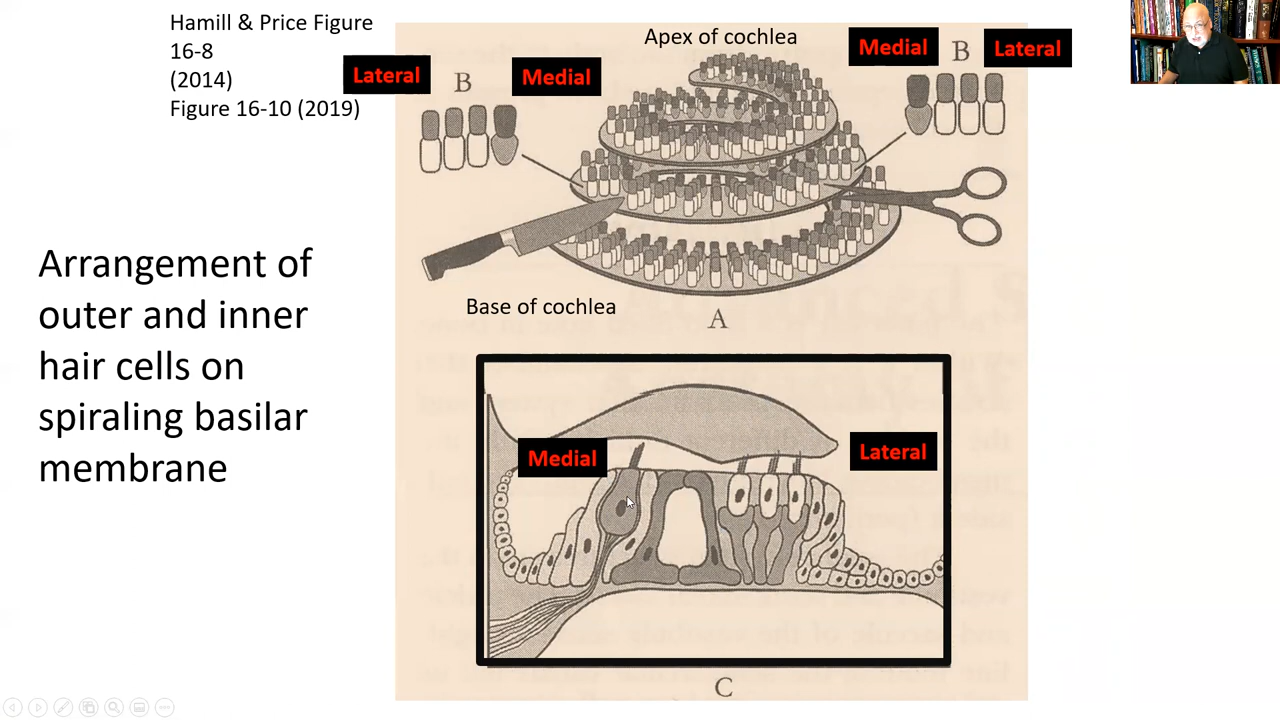 Hamill & Price Figure
16-8
(2014)
Figure 16-10 (2019)
Apex of cochlea
Lateral
B
Medial
Medial
B
Lateral
Arrangement of
outer and inner
hair cells on
spiraling basilar
membrane
Base of cochlea
A
Medial
Lateral
C